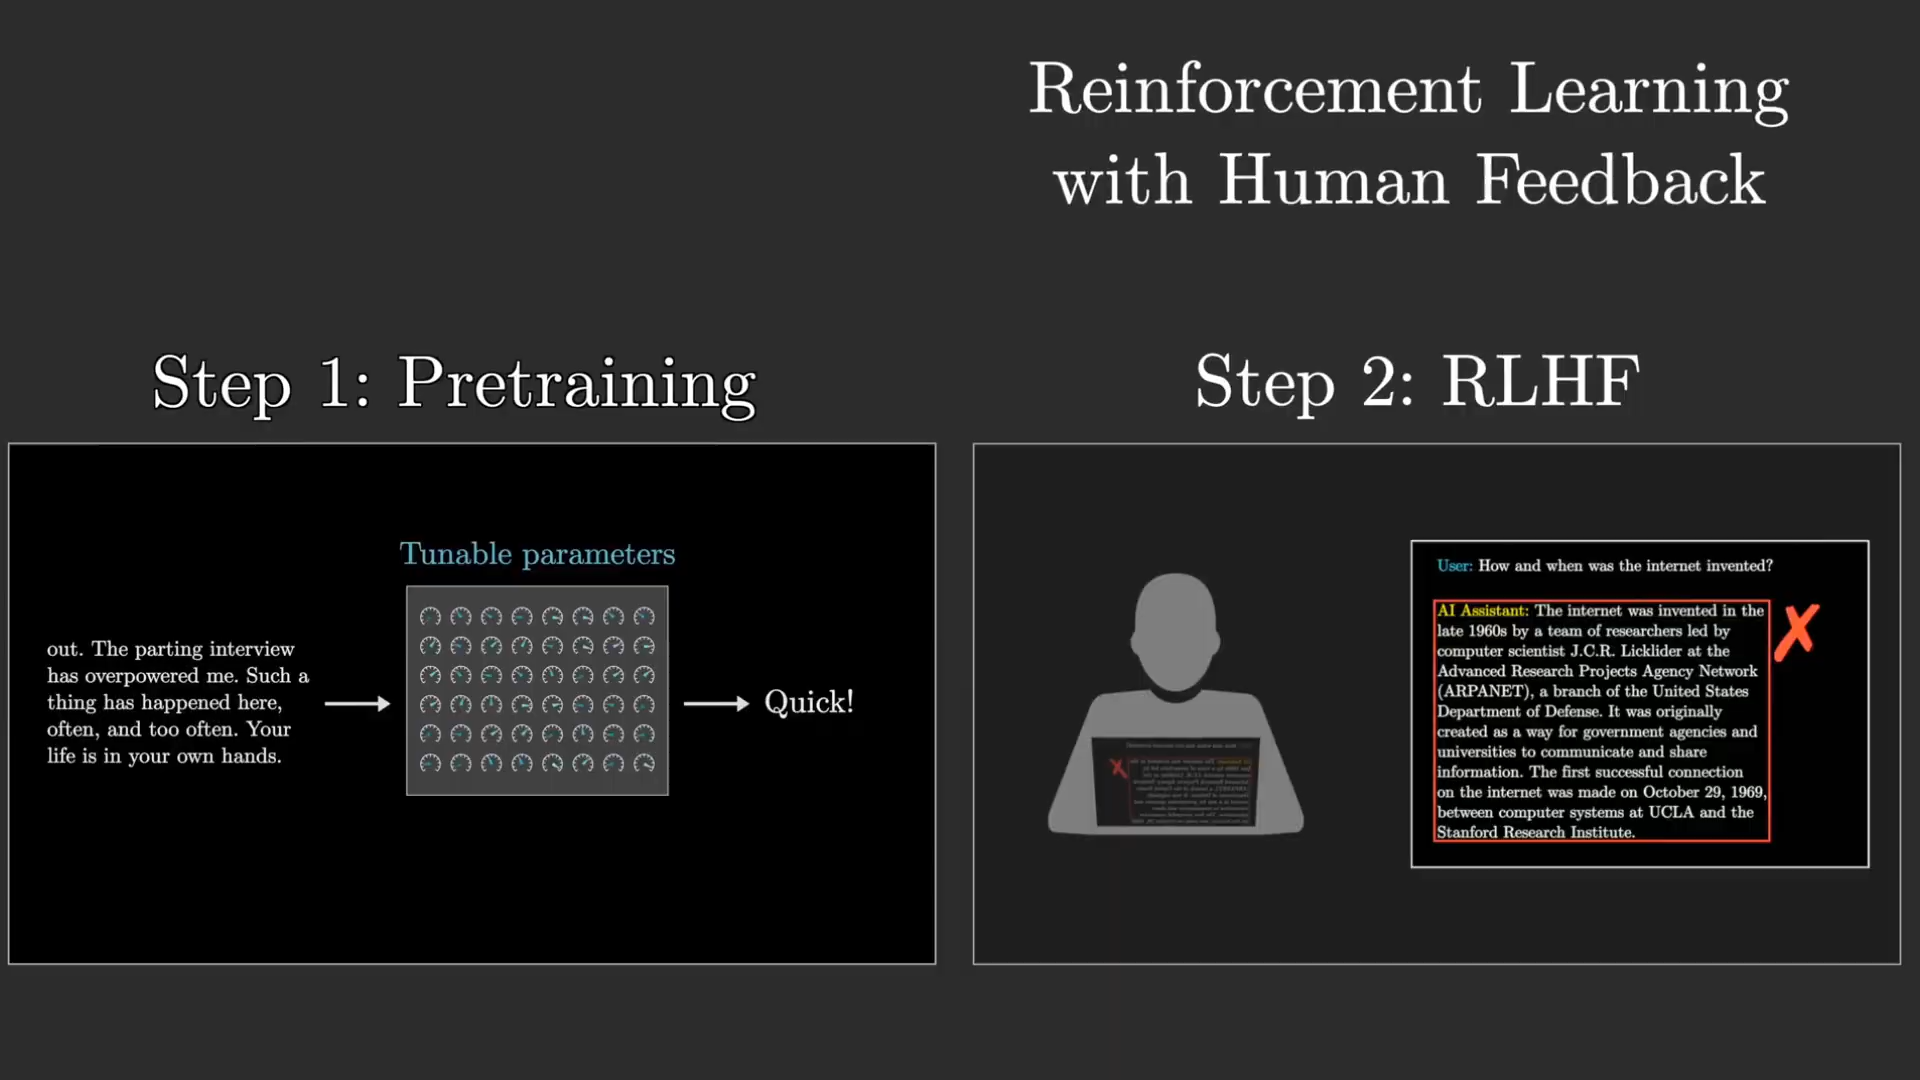 Reinforcement Learning
with Human Feedback
Step 1: Pretraining
Tunable parameters
out. The parting interview
has overpowered me. Such a
thing has happened here,
often, and too often. Your
life is in your own hands.
Quick!
Step 2: RLHF
User: How and when was the internet invented?
AI Assistant: The internet was invented in the
late 1960s by a team of researchers led by
computer scientist J.C.R. Licklider at the
Advanced Research Projects Agency Network
(ARPANET), a branch of the United States
Department of Defense. It was originally
created as a way for government agencies and
universities to communicate and share
information. The first successful connection
on the internet was made on October 29, 1969,
between computer systems at UCLA and the
Stanford Research Institute.